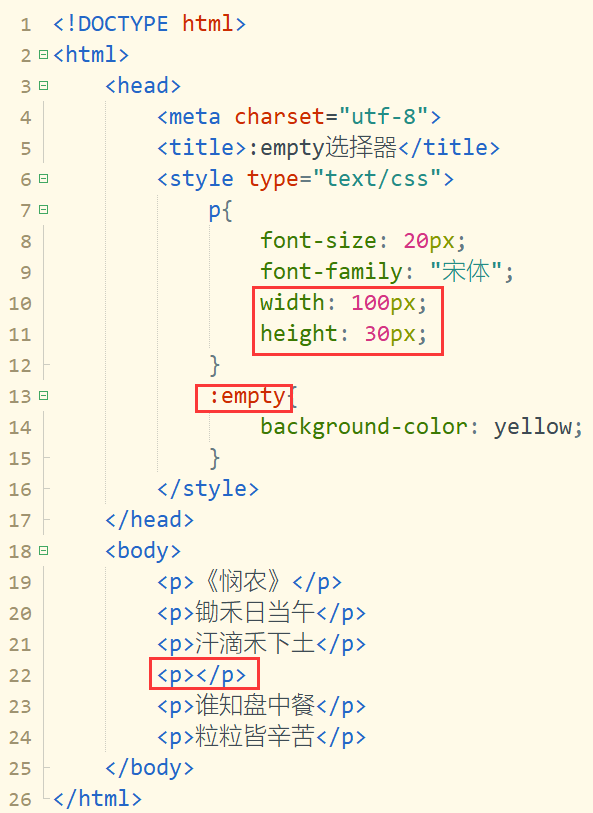 1 <!DOCTYPE html>
2 <html>
3 <head>
4 <meta charset="utf-8">
5 <title>:empty选择器</title>
6 <style type="text/css">
7 p{
8 font-size: 20px;
9 font-family: "宋体";
10 width: 100px;
11 height: 30px;
12 }
13 :empty{
14 background-color: yellow;
15 }
16 </style>
17 </head>
18 <body>
19 <p>《悯农》</p>
20 <p>锄禾日当午</p>
21 <p>汗滴禾下土</p>
22 <p></p>
23 <p>谁知盘中餐</p>
24 <p>粒粒皆辛苦</p>
25 </body>
26 </html>